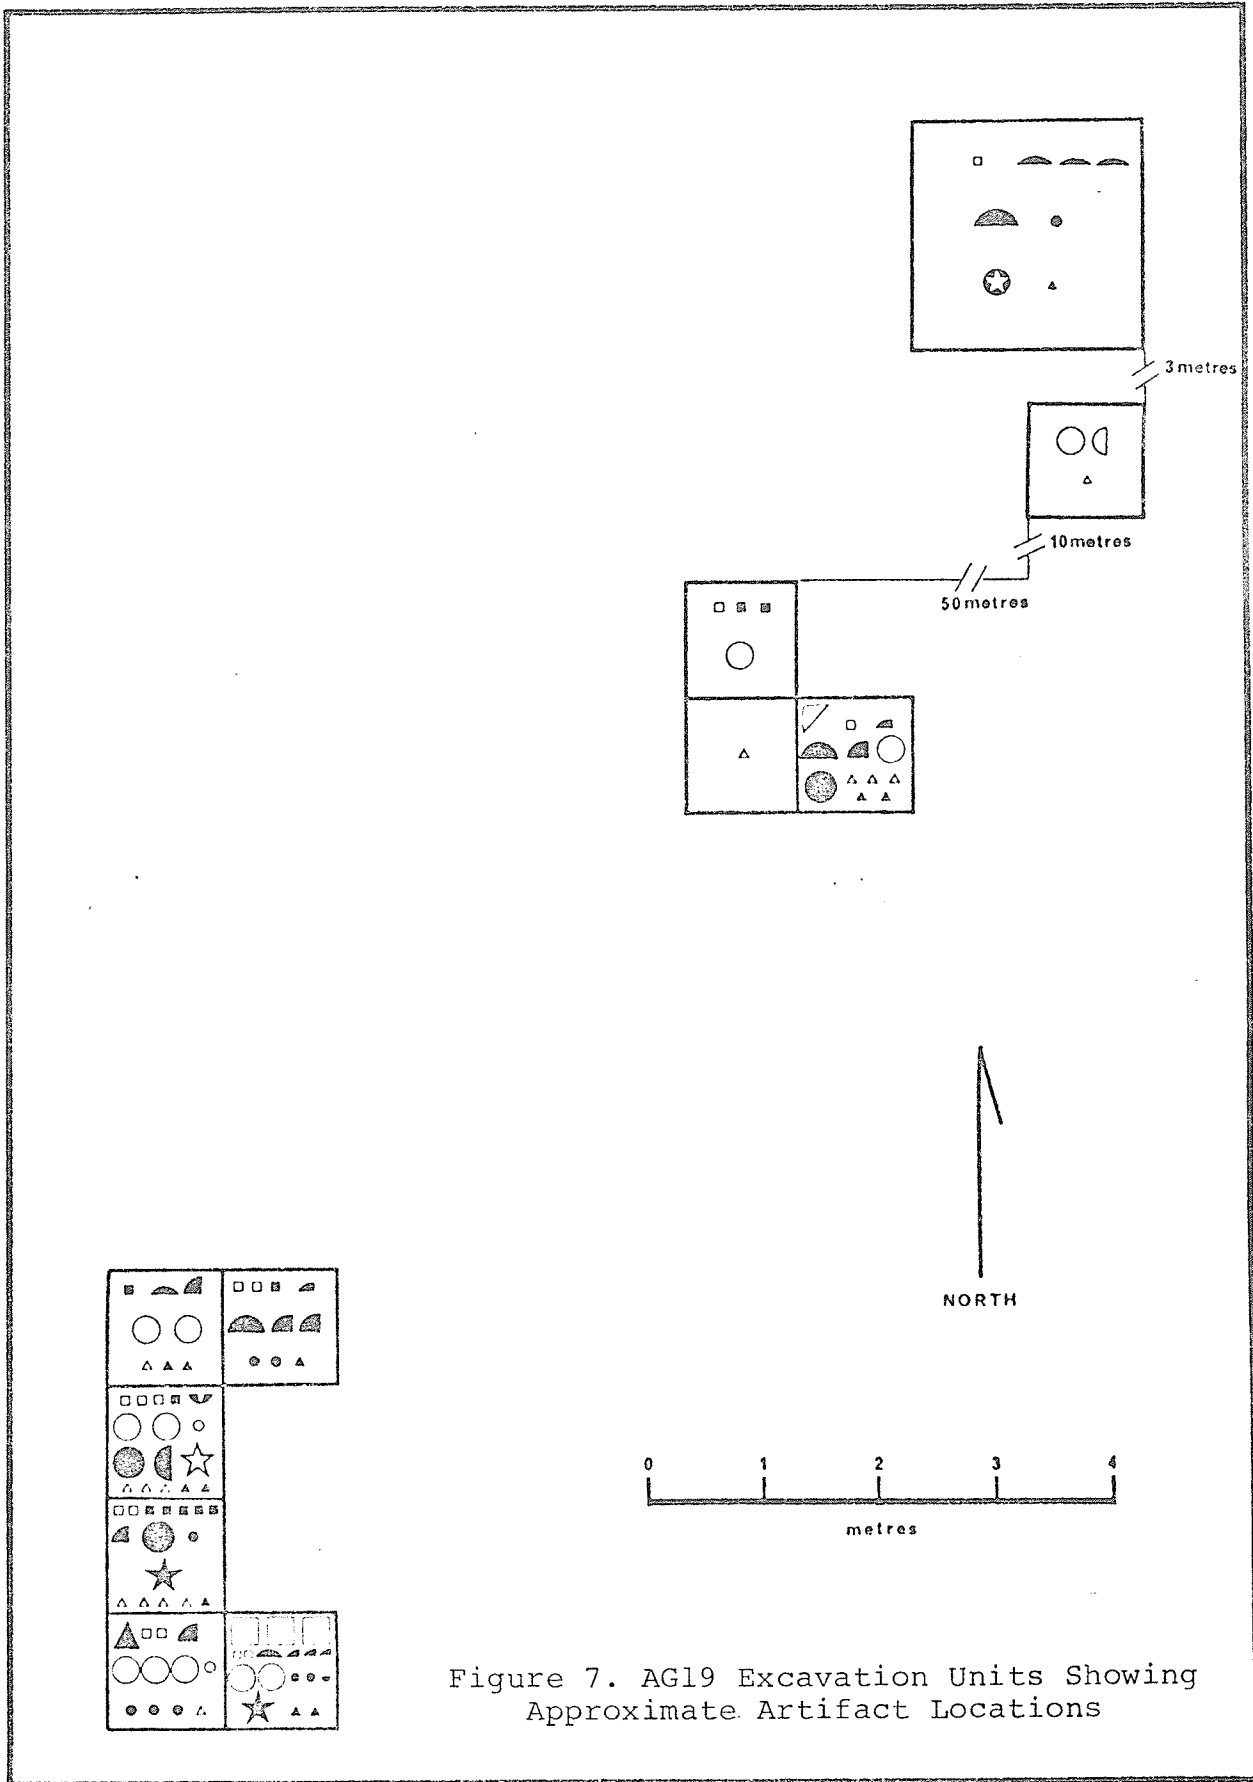 3 metres
10 metres
50 metres
NORTH
0 1 2 3 4
metres
Figure 7. AG19 Excavation Units Showing
Approximate Artifact Locations